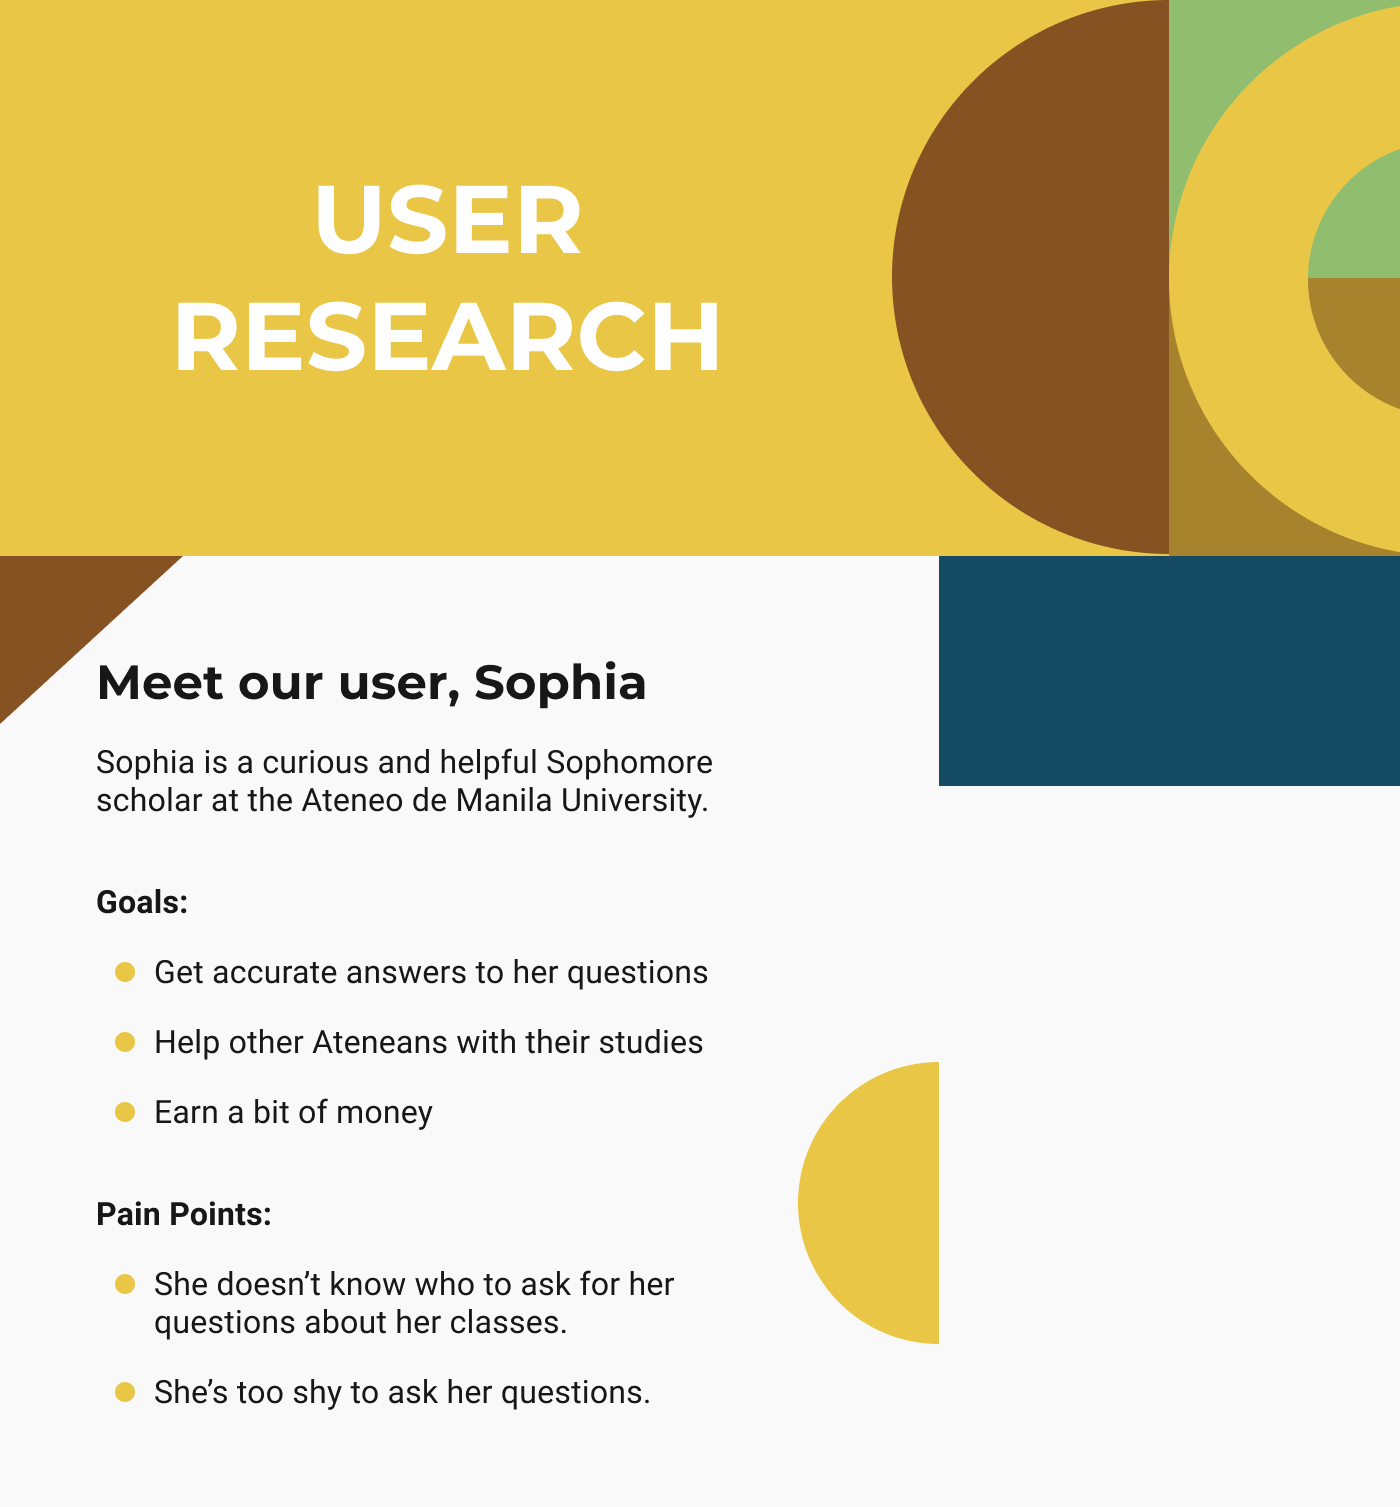 USER
RESEARCH
Meet our user, Sophia
Sophia is a curious and helpful Sophomore
scholar at the Ateneo de Manila University.
Goals:
Get accurate answers to her questions
Help other Ateneans with their studies
Earn a bit of money
Pain Points:
She doesn’t know who to ask for her
questions about her classes.
She’s too shy to ask her questions.